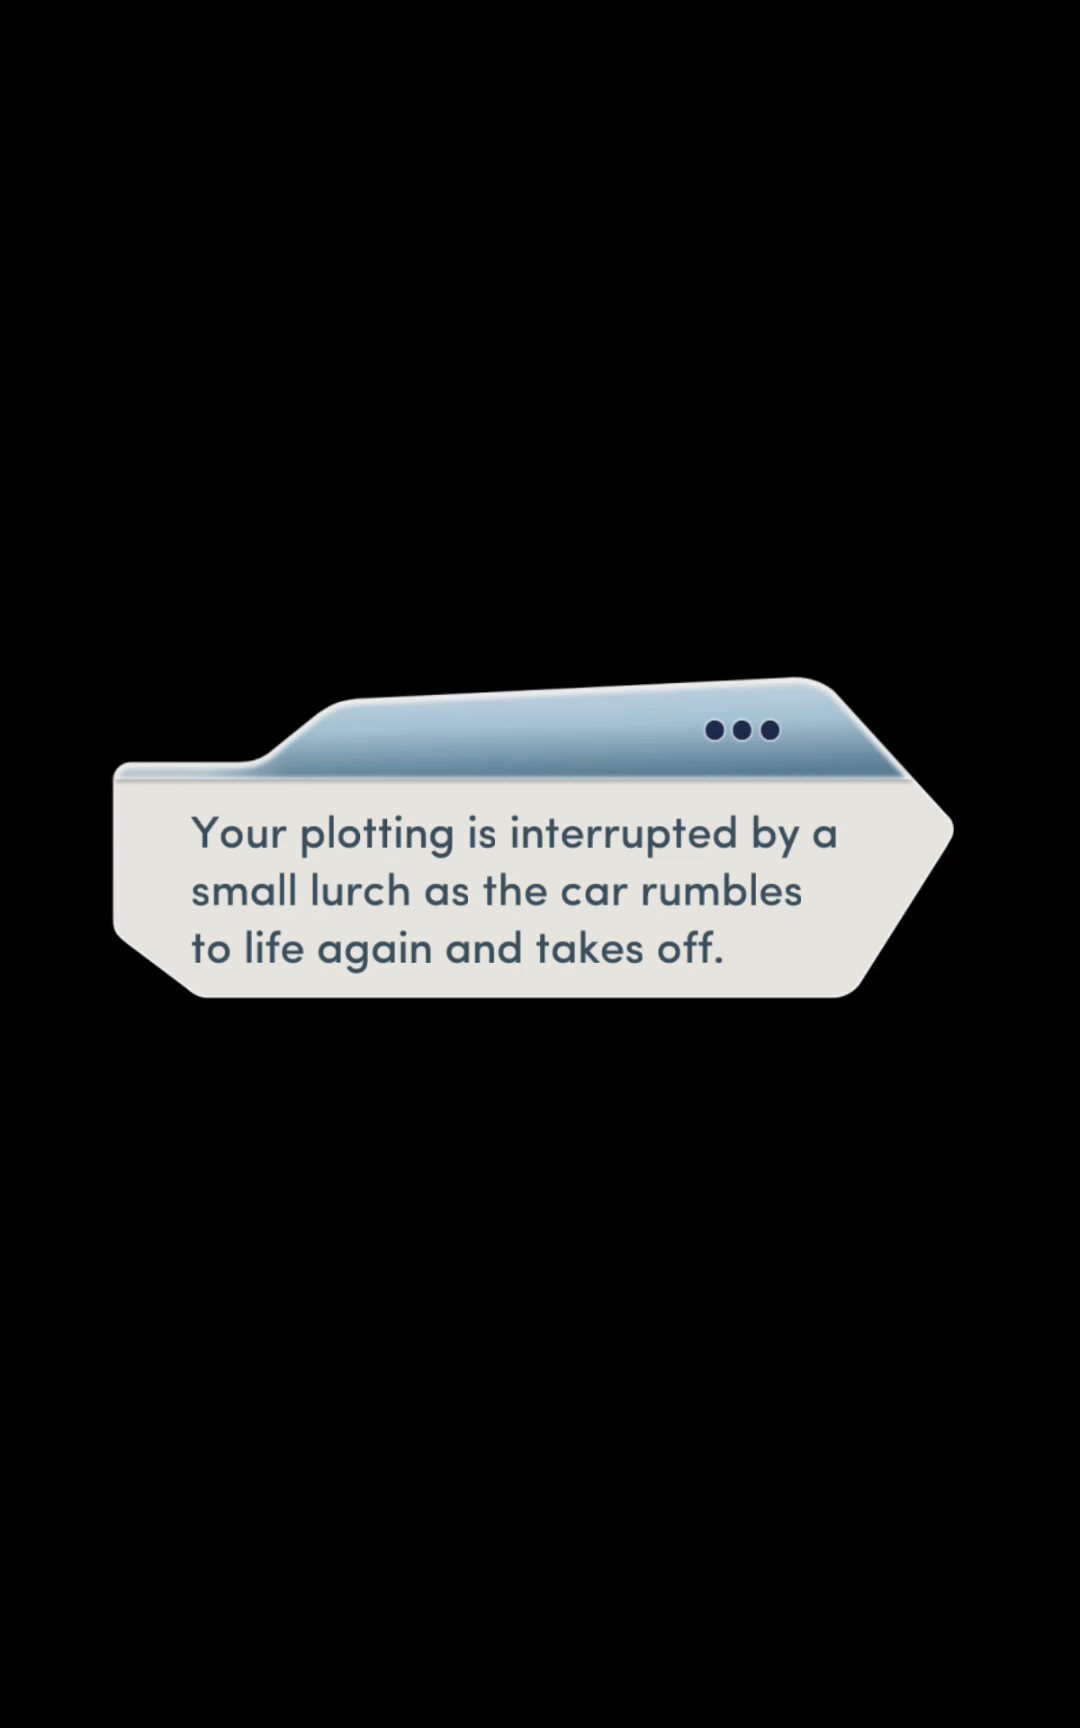 Your plotting is interrupted by a
small lurch as the car rumbles
to life again and takes off.